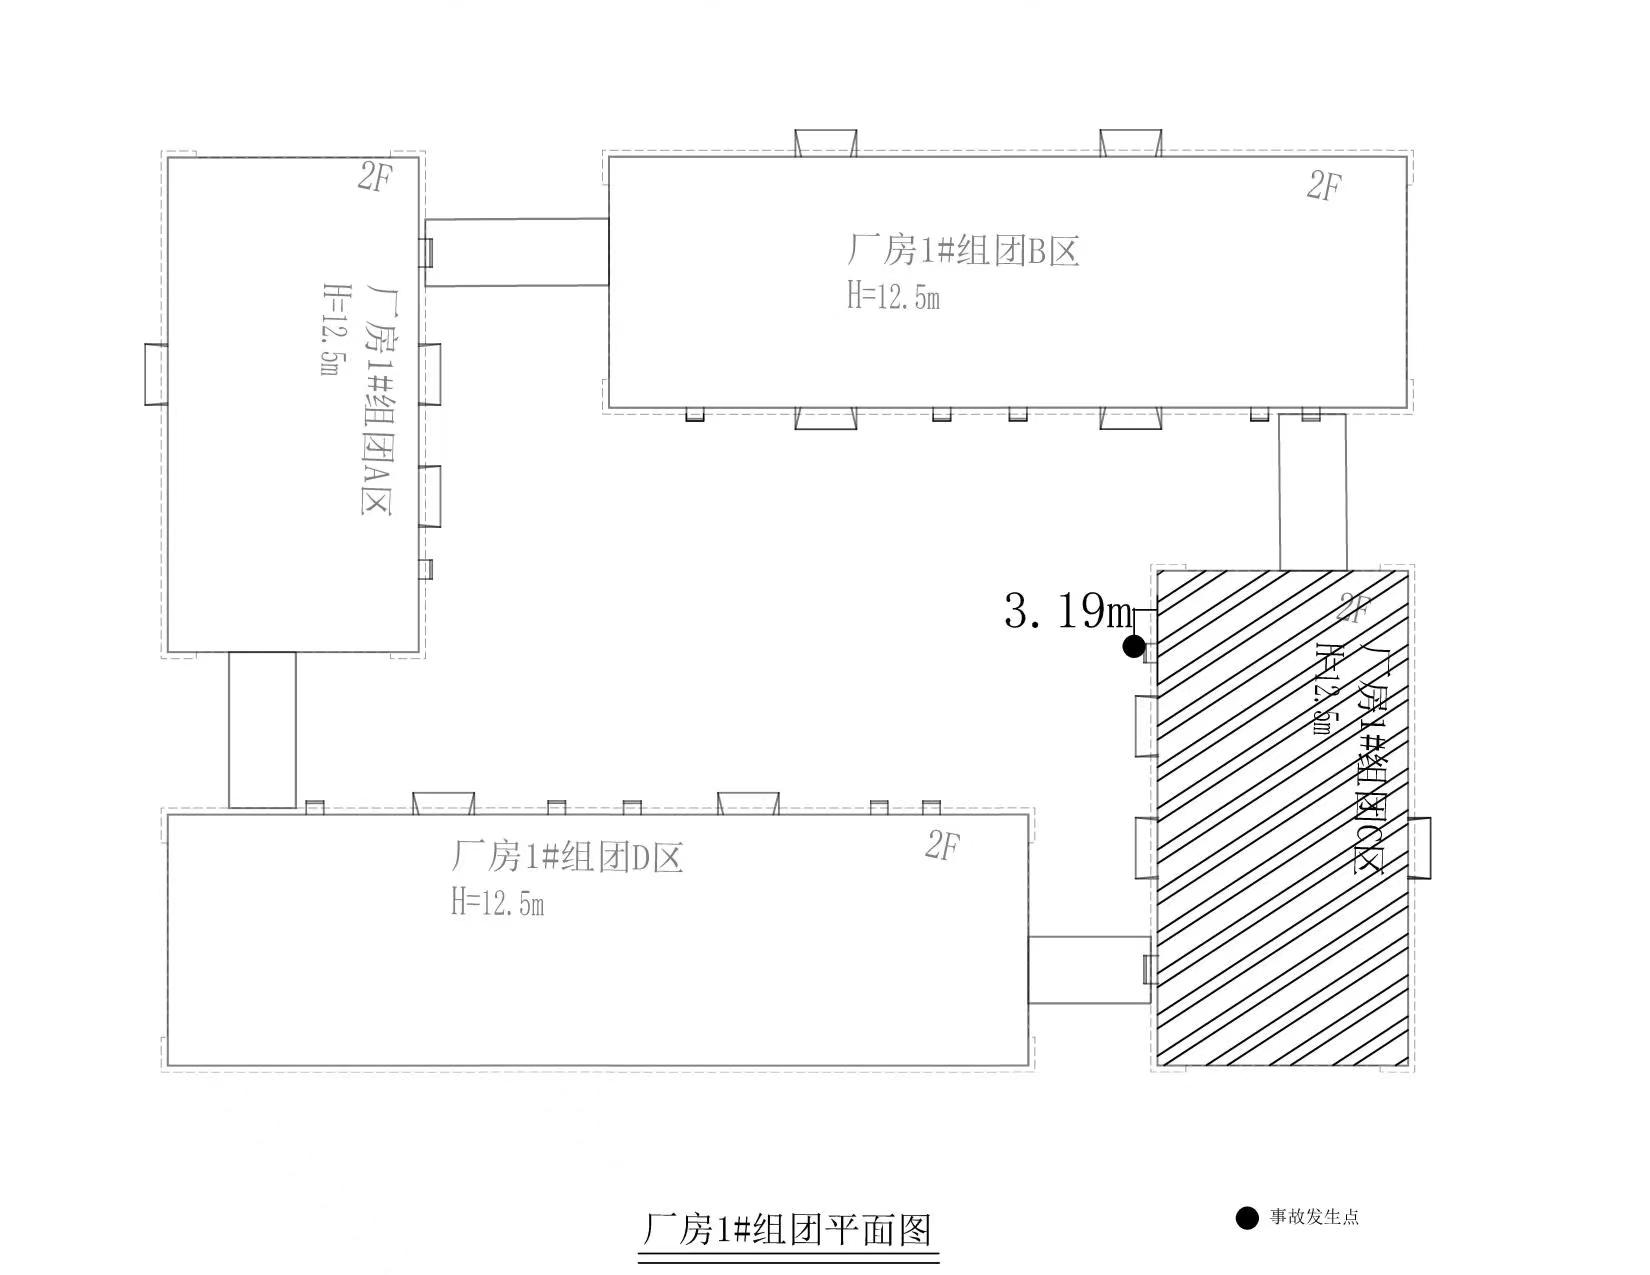 2F
厂房1#组团A区
H=12.5m
2F
厂房1#组团B区
H=12.5m
3.19m
2F
厂房1#组团C区
H=12.5m
厂房1#组团D区
H=12.5m
2F
厂房1#组团平面图
事故发生点